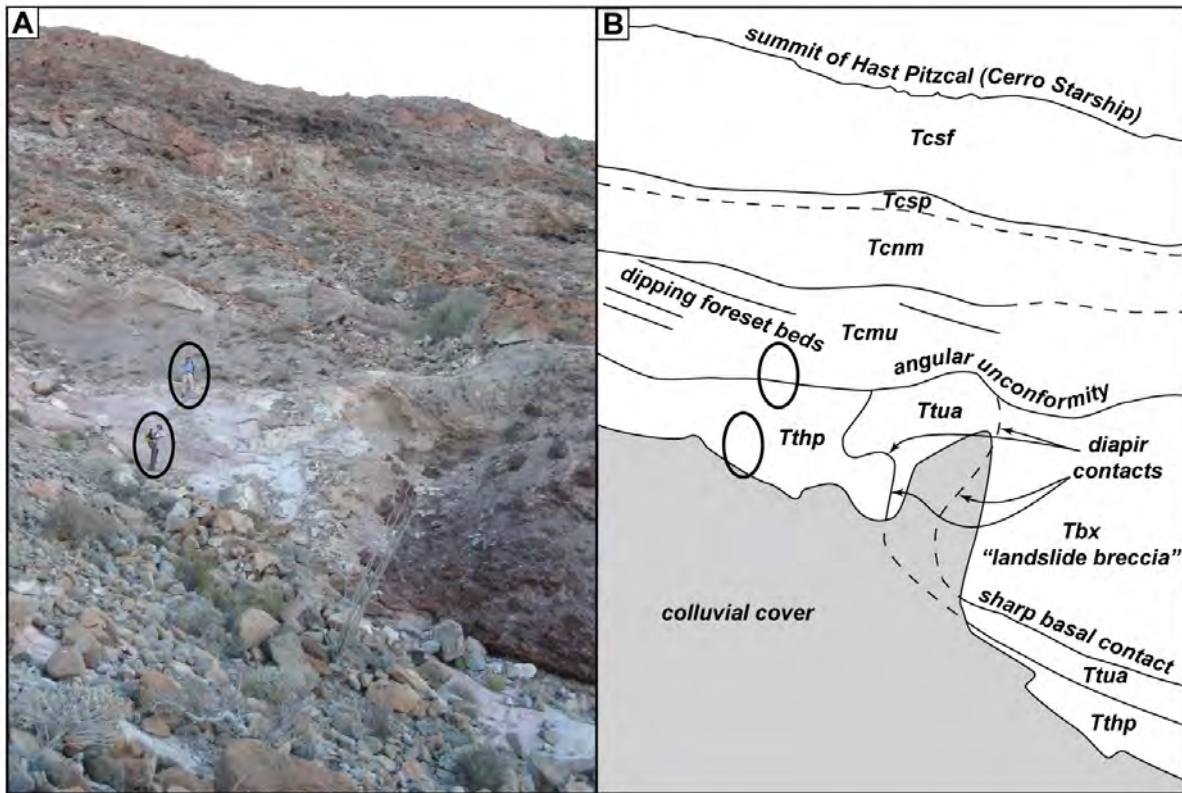 A
B
summit of Hast Pitzcal (Cerro Starship)
Tcsf
Tcsp
Tcnm
dipping foreset beds
Tcmu
angular unconformity
Ttua
Tthp
diapir
contacts
Tbx
“landslide breccia”
colluvial cover
sharp basal contact
Ttua
Tthp